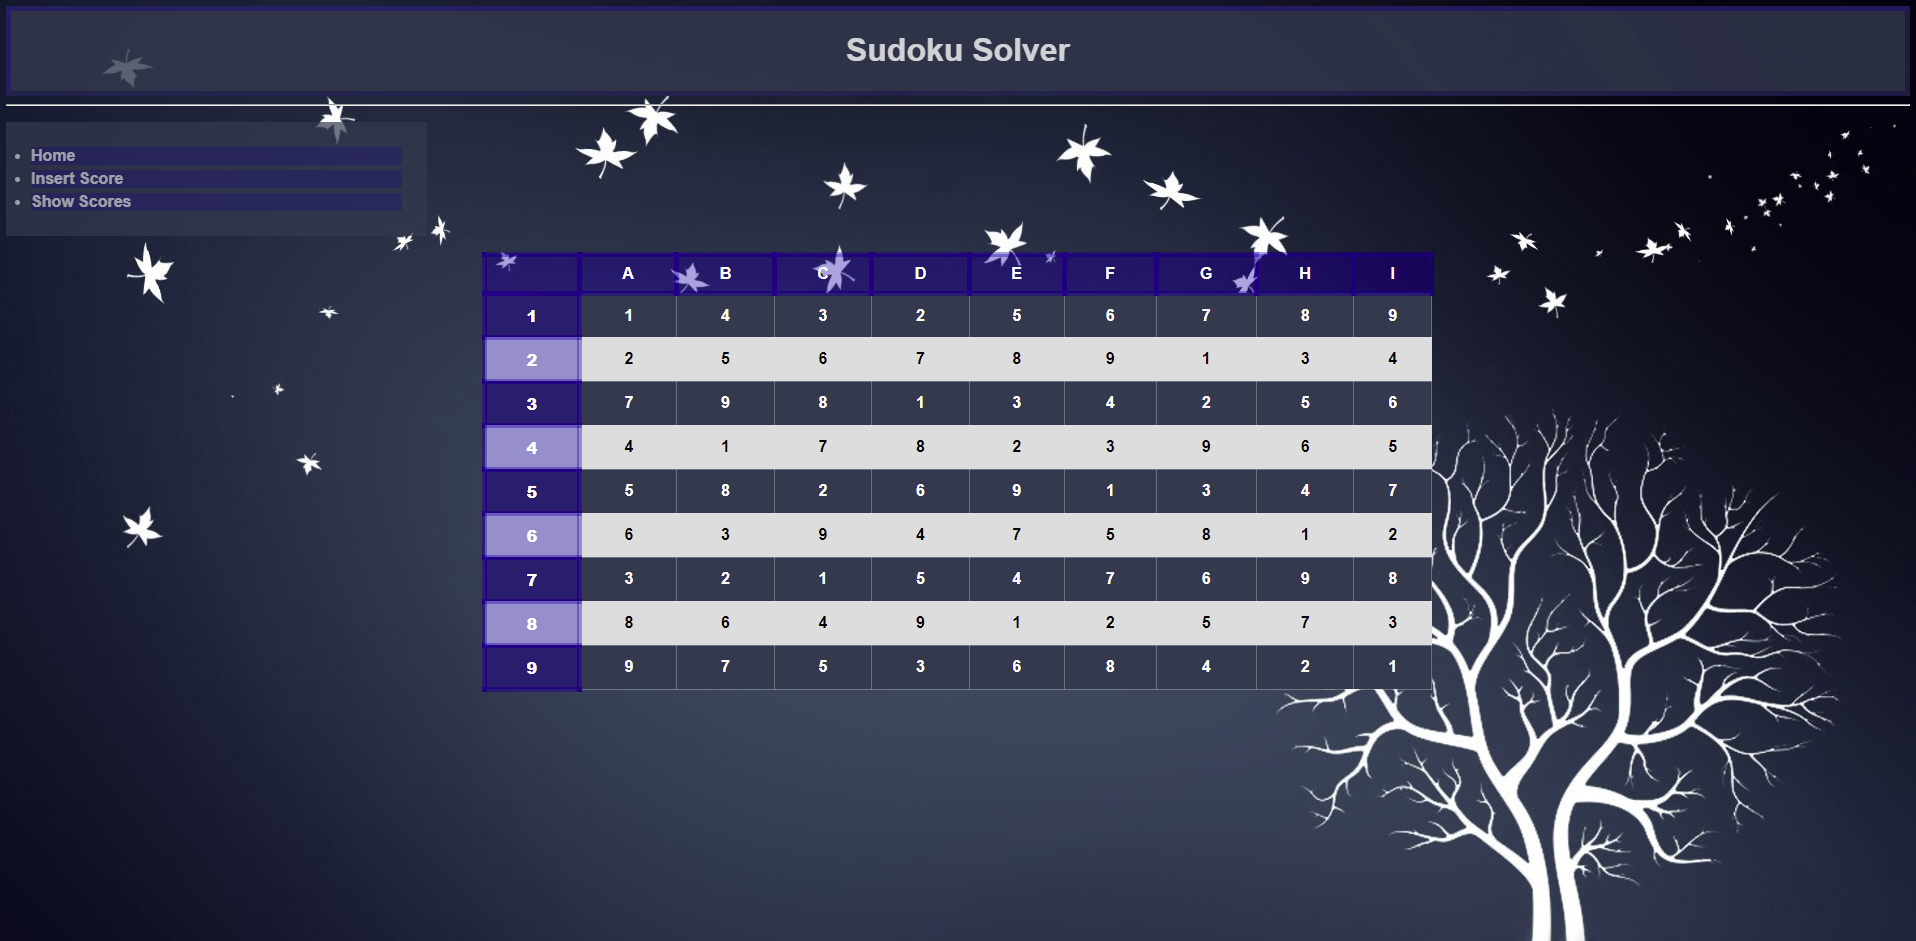 Sudoku Solver
Home
Insert Score
Show Scores
A B C D E F G H I
1 1 4 3 2 5 6 7 8 9
2 2 5 6 7 8 9 1 3 4
3 7 9 8 1 3 4 2 5 6
4 4 1 7 8 2 3 9 6 5
5 5 8 2 6 9 1 3 4 7
6 6 3 9 4 7 5 8 1 2
7 3 2 1 5 4 7 6 9 8
8 8 6 4 9 1 2 5 7 3
9 9 7 5 3 6 8 4 2 1